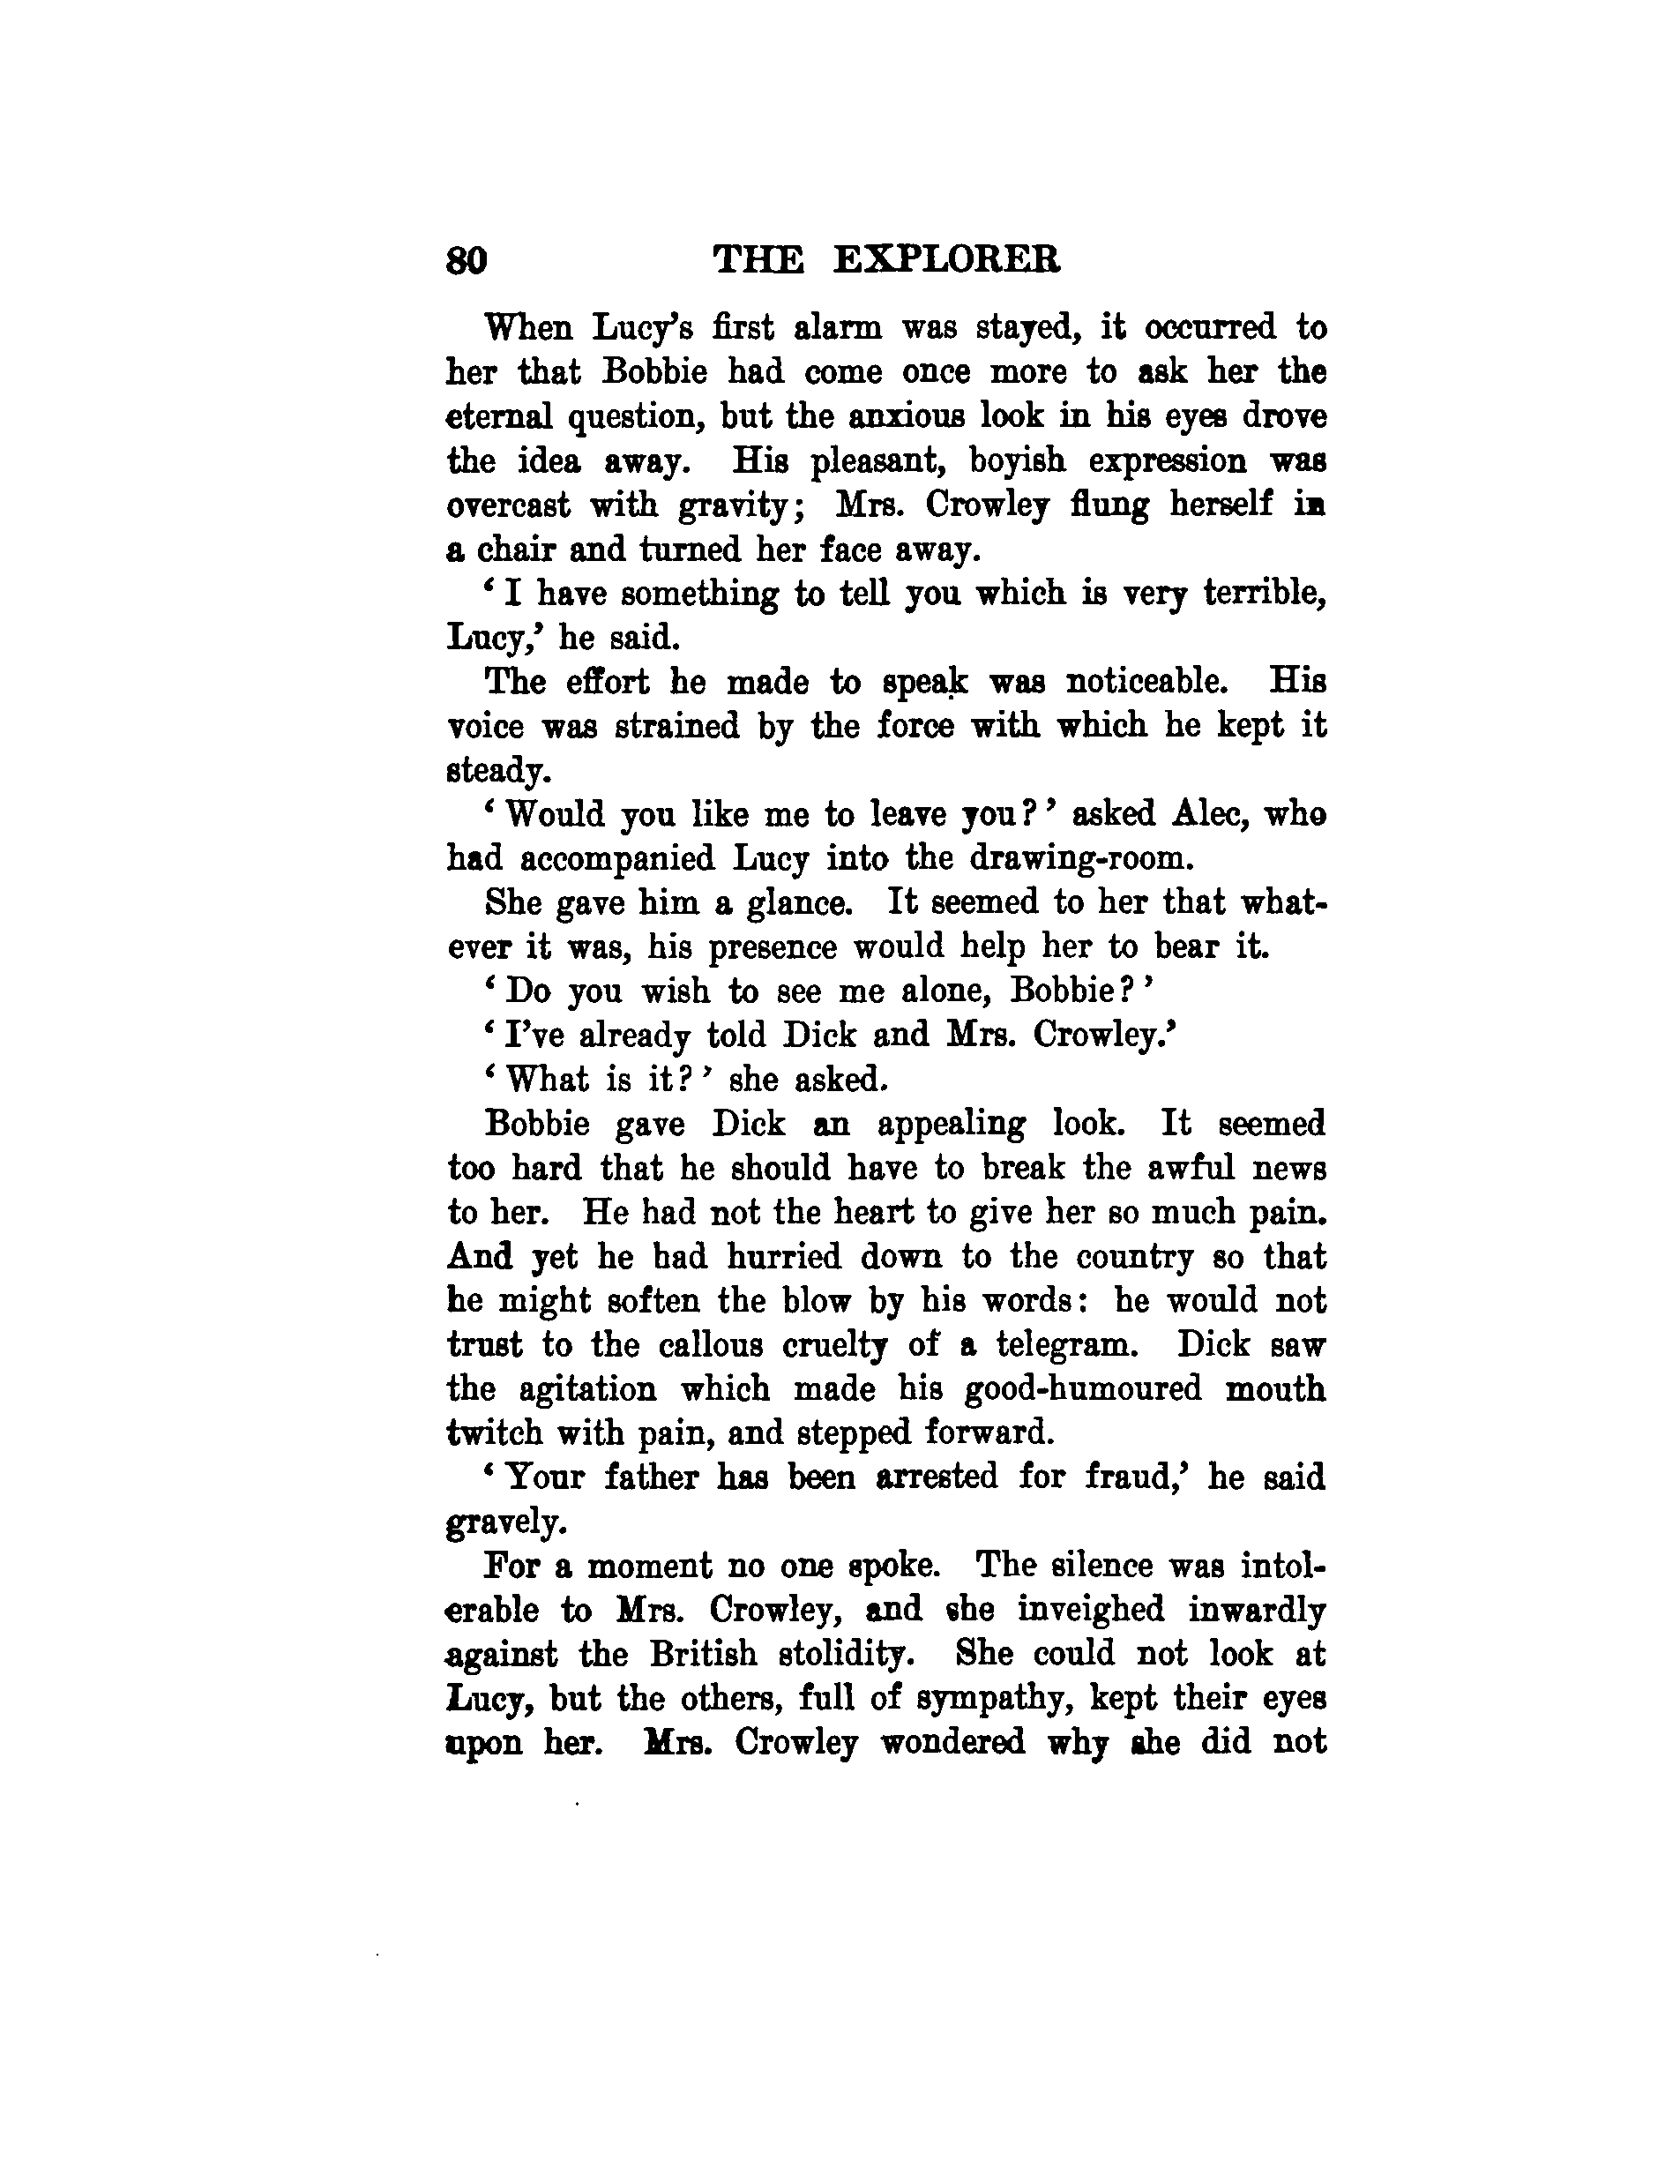 80 THE EXPLORER
When Lucy's first alarm was stayed, it occurred to
her that Bobbie had come once more to ask her the
eternal question, but the anxious look in his eyes drove
the idea away. His pleasant, boyish expression was
overcast with gravity; Mrs. Crowley flung herself in
a chair and turned her face away.
‘I have something to tell you which is very terrible,
Lucy,’ he said.
The effort he made to speak was noticeable. His
voice was strained by the force with which he kept it
steady.
‘Would you like me to leave you?’ asked Alec, who
had accompanied Lucy into the drawing-room.
She gave him a glance. It seemed to her that what-
ever it was, his presence would help her to bear it.
‘Do you wish to see me alone, Bobbie?’
‘I've already told Dick and Mrs. Crowley.’
‘What is it?’ she asked.
Bobbie gave Dick an appealing look. It seemed
too hard that he should have to break the awful news
to her. He had not the heart to give her so much pain.
And yet he had hurried down to the country so that
he might soften the blow by his words: he would not
trust to the callous cruelty of a telegram. Dick saw
the agitation which made his good-humoured mouth
twitch with pain, and stepped forward.
‘Your father has been arrested for fraud,’ he said
gravely.
For a moment no one spoke. The silence was intol-
erable to Mrs. Crowley, and she inveighed inwardly
against the British stolidity. She could not look at
Lucy, but the others, full of sympathy, kept their eyes
upon her. Mrs. Crowley wondered why she did not